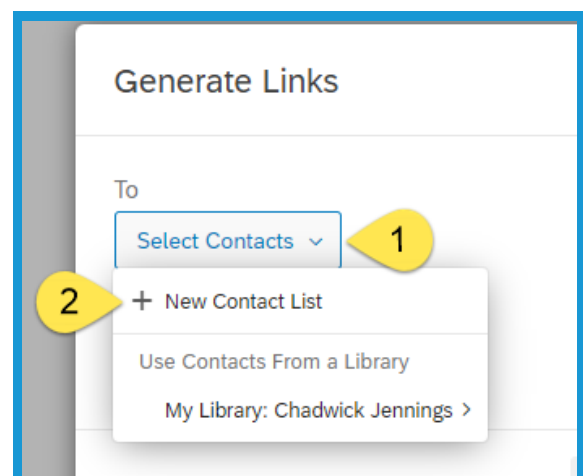 Generate Links
To
Select Contacts
1
2
+ New Contact List
Use Contacts From a Library
My Library: Chadwick Jennings >